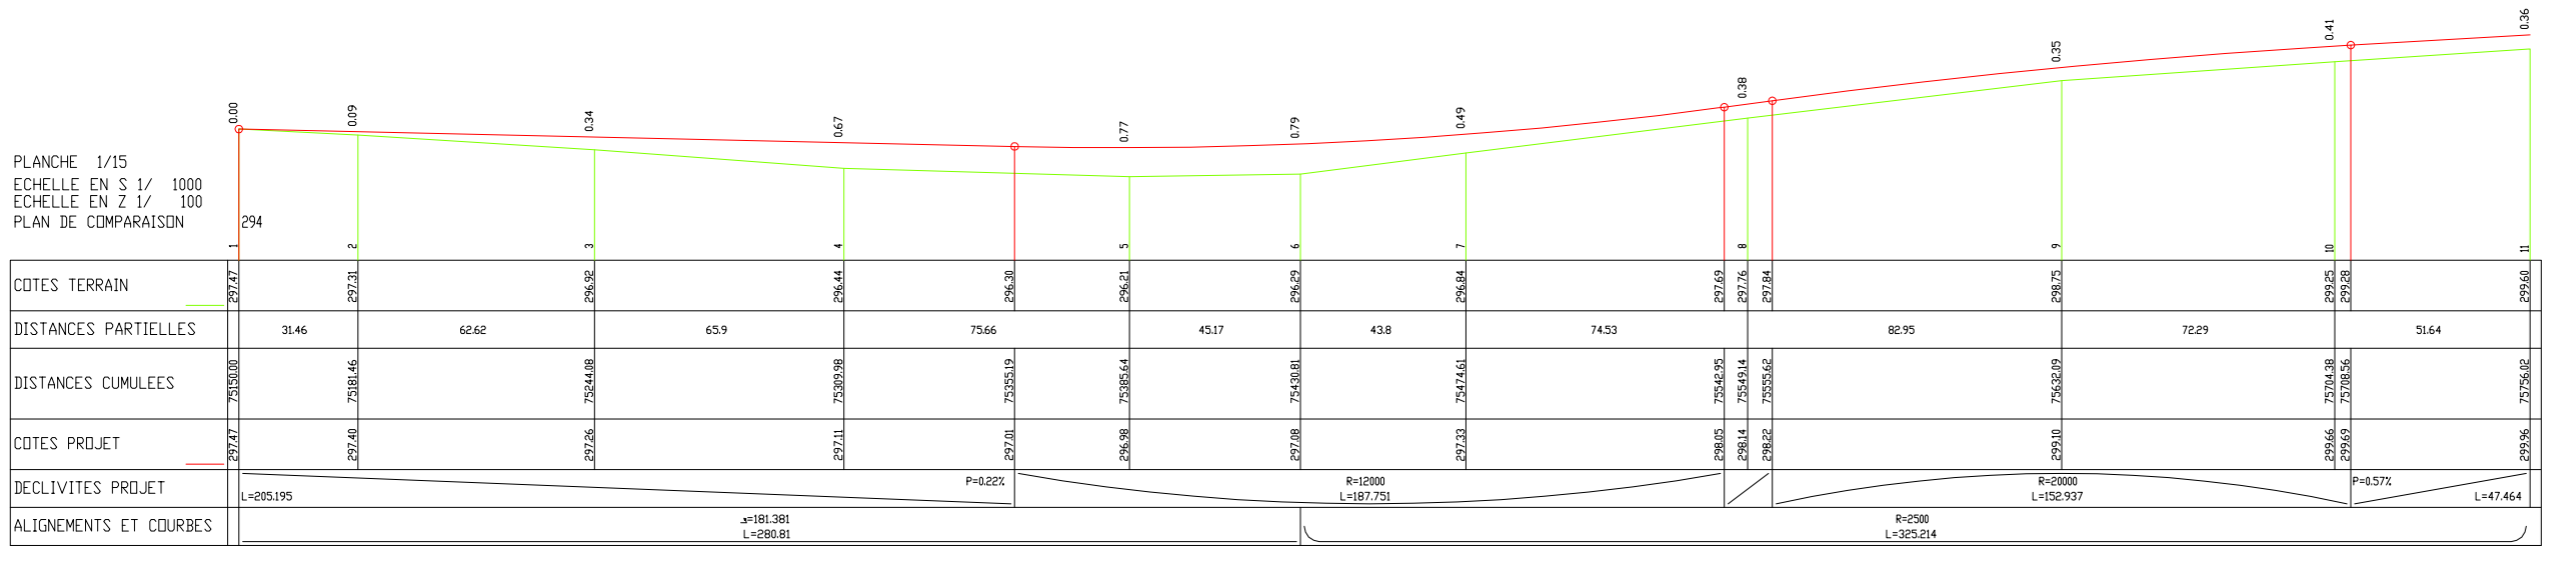 0.00 0.09 0.34 0.67 0.77 0.79 0.49 0.38 0.35 0.41 0.36
PLANCHE 1/15
ECHELLE EN S 1/ 1000
ECHELLE EN Z 1/ 100
PLAN DE COMPARAISON 294
1 2 3 4 5 6 7 8 9 10 11
COTES TERRAIN 297.47 297.31 296.92 296.44 296.30 296.21 296.29 296.84 297.69 297.76 297.84 298.75 299.25 299.28 299.60
DISTANCES PARTIELLES 31.46 62.62 65.9 75.66 45.17 43.8 74.53 82.95 72.29 51.64
DISTANCES CUMULEES 75150.00 75181.46 75244.08 75309.98 75355.19 75385.64 75430.81 75474.61 75542.95 75549.14 75555.62 75632.09 75704.38 75708.56 75756.02
COTES PROJET 297.47 297.40 297.26 297.11 297.01 296.98 297.08 297.33 298.05 298.14 298.22 299.10 299.66 299.69 299.96
DECLIVITES PROJET
L=205.195 P=0.22%
R=12000
L=187.751
R=20000
L=152.937
P=0.57%
L=47.464
ALIGNEMENTS ET COURBES
=181.381
L=280.81
R=2500
L=325.214